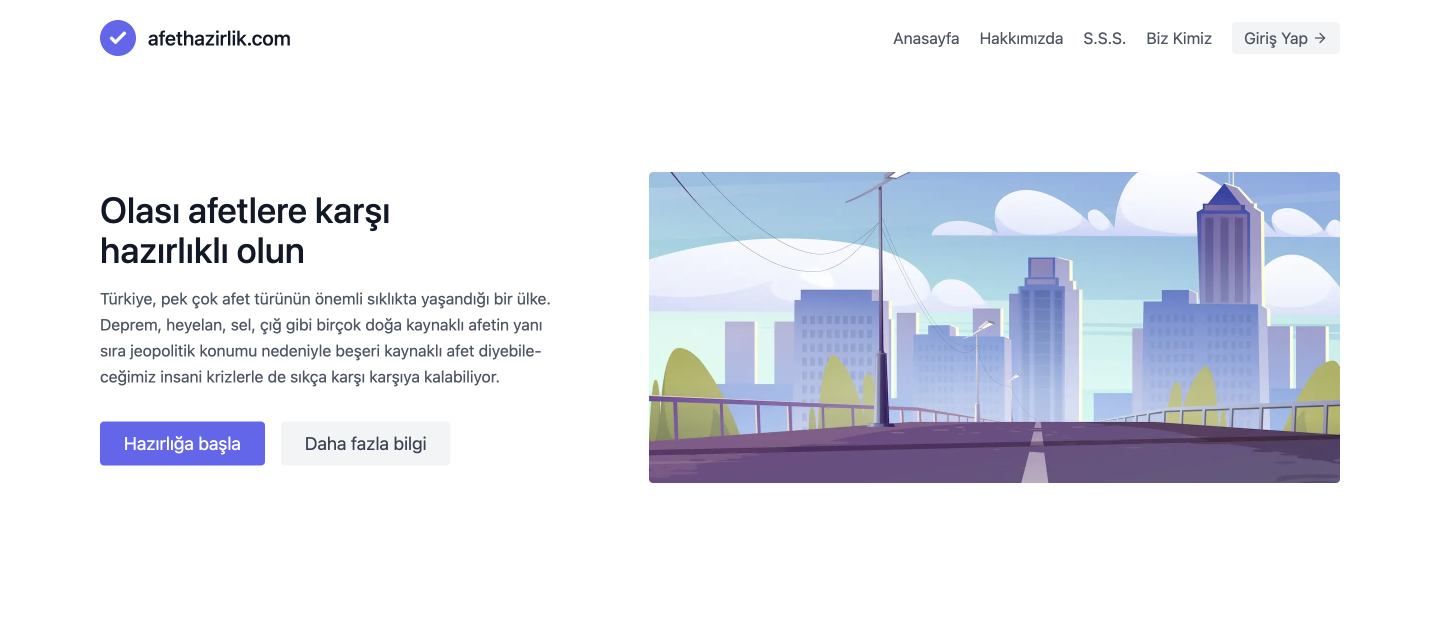 afethazirlik.com
Anasayfa Hakkımızda S.S.S. Biz Kimiz Giriş Yap →
Olası afetlere karşı
hazırlıklı olun
Türkiye, pek çok afet türünün önemli sıklıkta yaşandığı bir ülke.
Deprem, heyelan, sel, çığ gibi birçok doğa kaynaklı afetin yanı
sıra jeopolitik konumu nedeniyle beşeri kaynaklı afet diyebile-
ceğimiz insani krizlerle de sıkça karşı karşıya kalabiliyor.
Hazırlığa başla Daha fazla bilgi